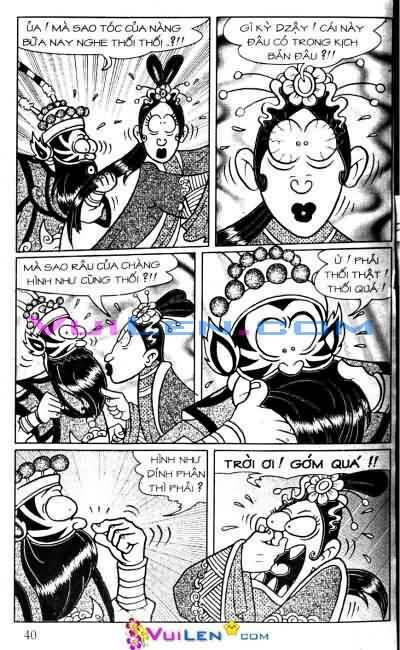 ỦA! MÀ SAO TÓC CỦA NÀNG
BỮA NAY NGHE THỐI THỐI..?!!
GÌ KỲ DZẬY! CÁI NÀY
ĐÂU CÓ TRONG KỊCH
BẢN ĐÂU?!!
MÀ SAO RÂU CỦA CHÀNG
HÌNH NHƯ CŨNG THỐI?!!
Ừ! PHẢI
THỐI THẬT!
THỐI QUÁ!
VUILEN.COM
HÌNH NHƯ
DÍNH PHÂN
THÌ PHẢI?
TRỜI ƠI! GỚM QUÁ!!
40
VUILEN.COM